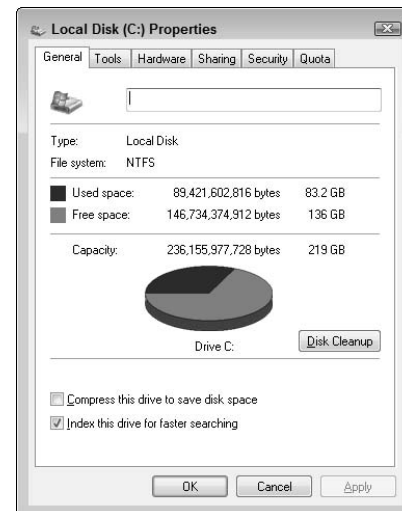 Local Disk (C:) Properties
General Tools Hardware Sharing Security Quota
Type: Local Disk
File system: NTFS
Used space: 89,421,602,816 bytes 83.2 GB
Free space: 146,734,374,912 bytes 136 GB
Capacity: 236,155,977,728 bytes 219 GB
Drive C: Disk Cleanup
Compress this drive to save disk space
Index this drive for faster searching
OK Cancel Apply